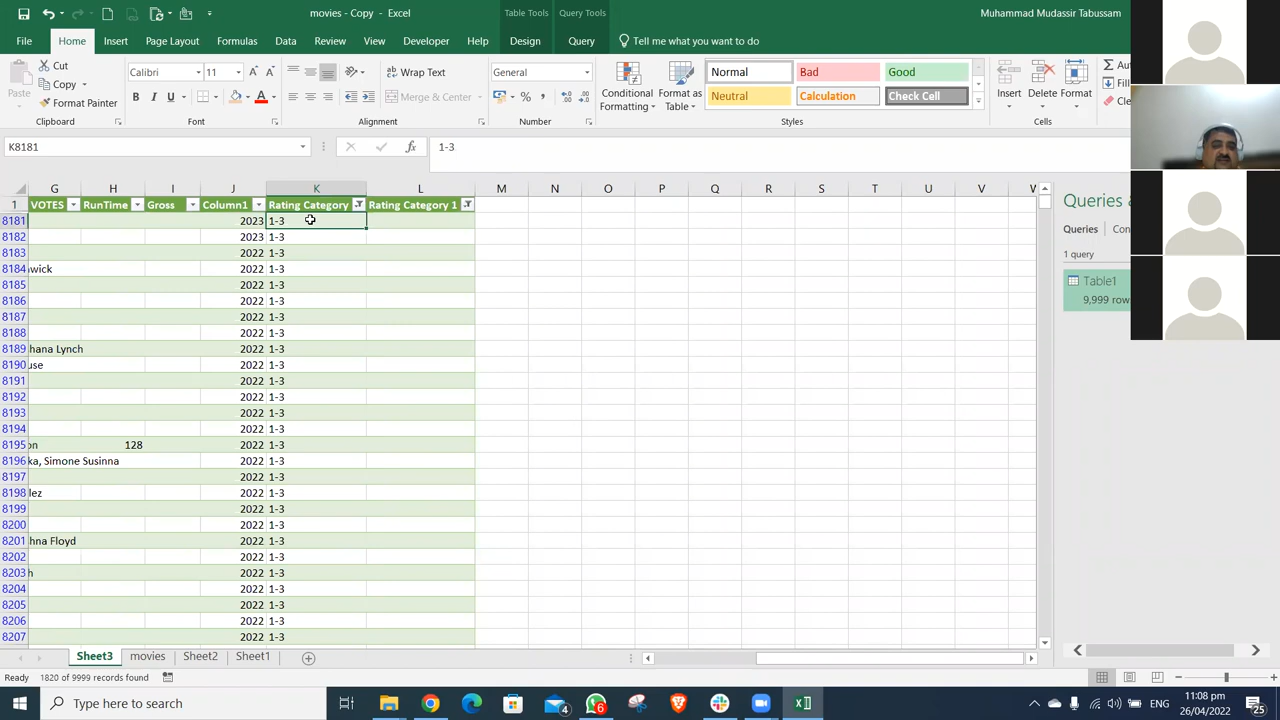 movies - Copy - Excel
Table Tools
Query Tools
Muhammad Mudassir Tabussam
File
Home
Insert
Page Layout
Formulas
Data
Review
View
Developer
Help
Design
Query
Tell me what you want to do
Paste
Cut
Copy
Format Painter
Clipboard
Calibri
11
Font
Wrap Text
Merge & Center
Alignment
General
Number
Conditional Formatting
Format as Table
Normal
Bad
Good
Neutral
Calculation
Check Cell
Styles
Insert
Delete
Format
Cells
K8181
1-3
G H I J K L M N O P Q R S T U V W
1 VOTES RunTime Gross Column1 Rating Category Rating Category 1
8181 2023 1-3
8182 2023 1-3
8183 2022 1-3
8184 wick 2022 1-3
8185 2022 1-3
8186 2022 1-3
8187 2022 1-3
8188 2022 1-3
8189 hana Lynch 2022 1-3
8190 use 2022 1-3
8191 2022 1-3
8192 2022 1-3
8193 2022 1-3
8194 2022 1-3
8195 on 128 2022 1-3
8196 ka, Simone Susinna 2022 1-3
8197 2022 1-3
8198 lez 2022 1-3
8199 2022 1-3
8200 2022 1-3
8201 hna Floyd 2022 1-3
8202 2022 1-3
8203 h 2022 1-3
8204 2022 1-3
8205 2022 1-3
8206 2022 1-3
8207 2022 1-3
Queries &
Queries
1 query
Table1
9,999 row
Sheet3
movies
Sheet2
Sheet1
Ready
1820 of 9999 records found
Type here to search
4
6
ENG
11:08 pm
26/04/2022
25